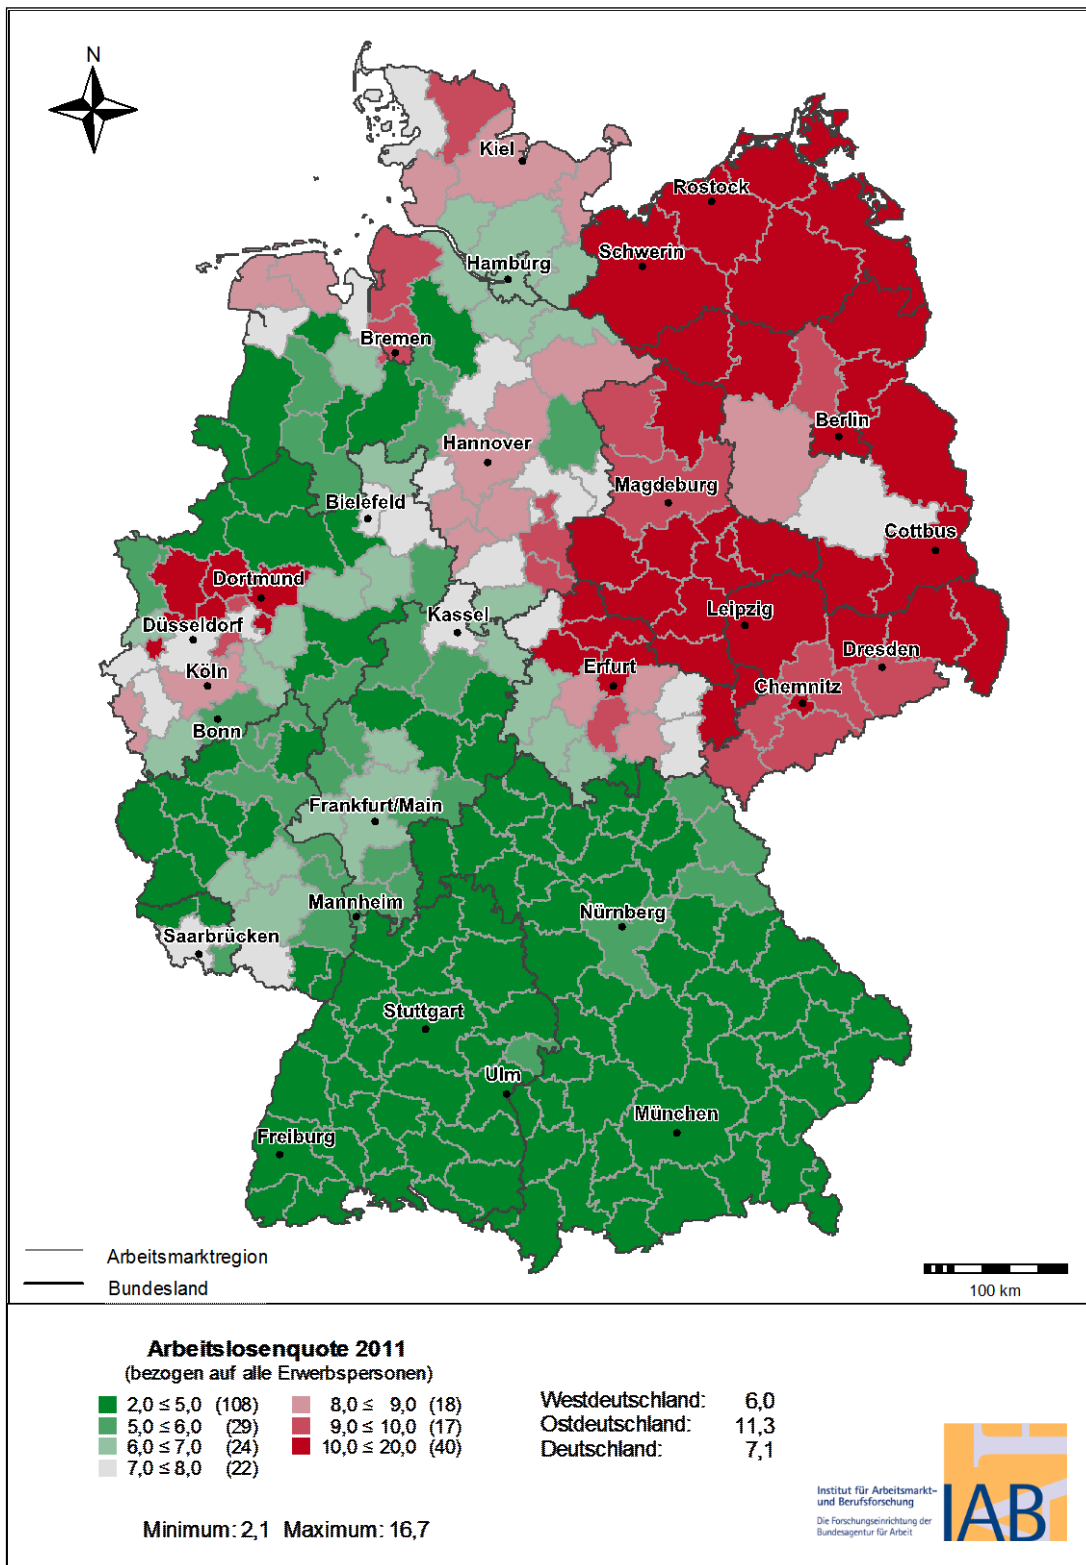 N
Kiel
Rostock
Schwerin
Hamburg
Bremen
Berlin
Hannover
Magdeburg
Bielefeld
Cottbus
Dortmund
Kassel
Leipzig
Düsseldorf
Dresden
Köln
Erfurt
Chemnitz
Bonn
Frankfurt/Main
Mannheim
Nürnberg
Saarbrücken
Stuttgart
Ulm
München
Freiburg
Arbeitsmarktregion
Bundesland
100 km
Arbeitslosenquote 2011
(bezogen auf alle Erwerbspersonen)
2,0 ≤ 5,0 (108)
5,0 ≤ 6,0 (29)
6,0 ≤ 7,0 (24)
7,0 ≤ 8,0 (22)
8,0 ≤ 9,0 (18)
9,0 ≤ 10,0 (17)
10,0 ≤ 20,0 (40)
Westdeutschland: 6,0
Ostdeutschland: 11,3
Deutschland: 7,1
Minimum: 2,1 Maximum: 16,7
Institut für Arbeitsmarkt-
und Berufsforschung
Die Forschungseinrichtung der
Bundesagentur für Arbeit
IAB